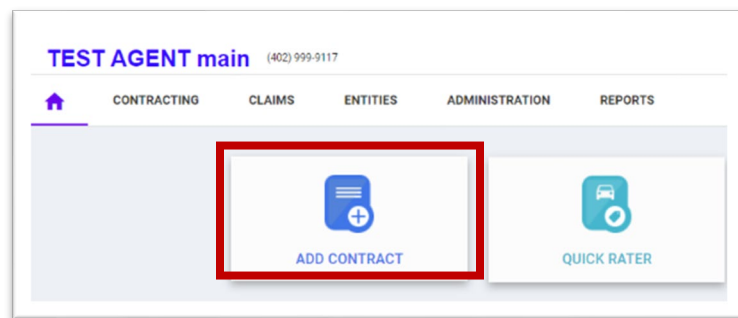 TEST AGENT main (402) 999-9117
CONTRACTING CLAIMS ENTITIES ADMINISTRATION REPORTS
ADD CONTRACT QUICK RATER